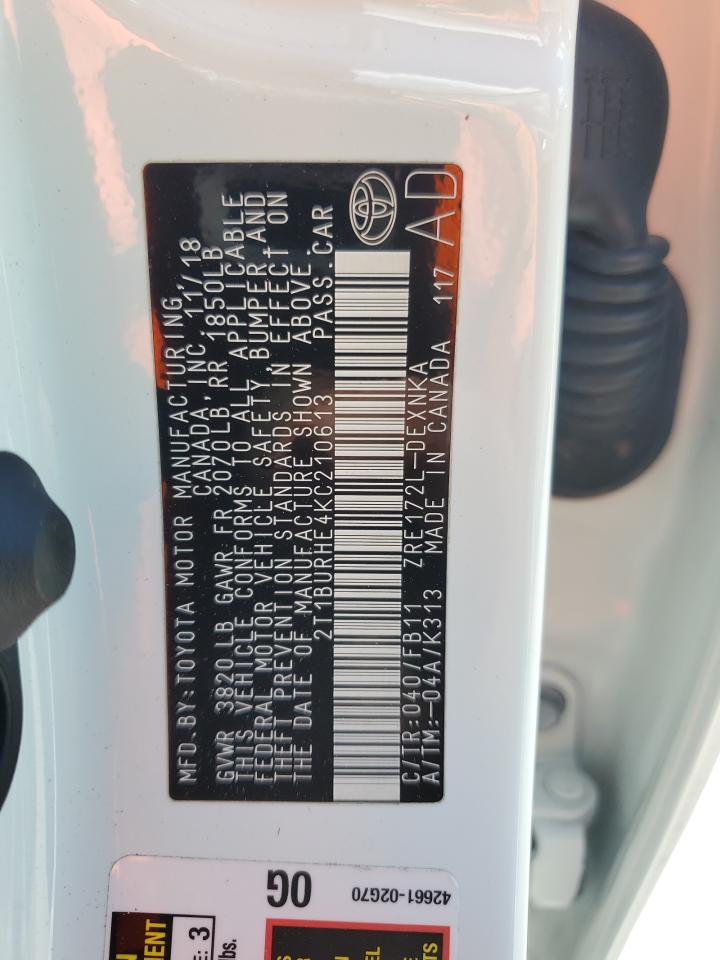 MFD.BY:TOYOTA MOTOR MANUFACTURING,
CANADA, INC. 11/18
GVWR 3820LB GAWR FR 2070LB,RR 1850LB
THIS VEHICLE CONFORMS TO ALL APPLICABLE
FEDERAL MOTOR VEHICLE SAFETY,BUMPER AND
THEFT PREVENTION STANDARDS IN EFFECT ON
THE DATE OF MANUFACTURE SHOWN ABOVE.
2T1BURHE4KC210613 PASS.CAR
C/TR:040/FB11 ZRE172L-DEXNKA 117 AD
A/TM:-04A/K313 MADE IN CANADA
0G
42661-02G70
E: 3
lbs.